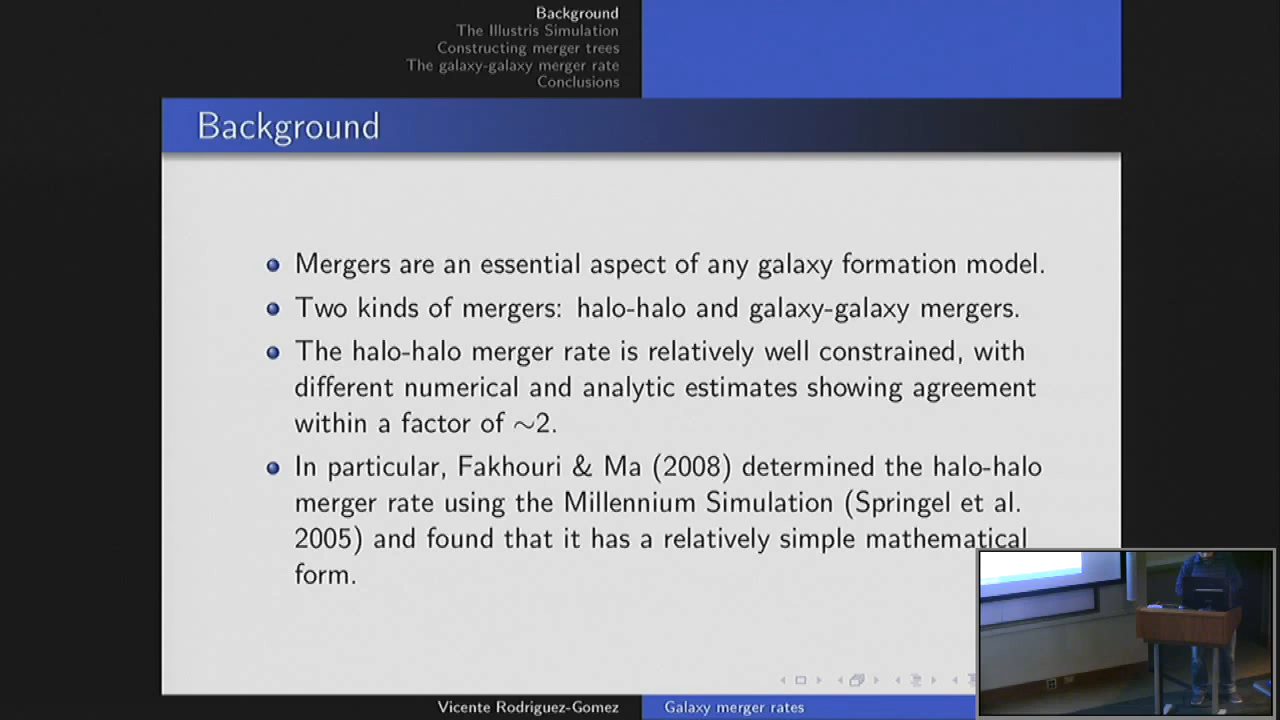 Background
The Illustris Simulation
Constructing merger trees
The galaxy-galaxy merger rate
Conclusions
Background
Mergers are an essential aspect of any galaxy formation model.
Two kinds of mergers: halo-halo and galaxy-galaxy mergers.
The halo-halo merger rate is relatively well constrained, with
different numerical and analytic estimates showing agreement
within a factor of ∼2.
In particular, Fakhouri & Ma (2008) determined the halo-halo
merger rate using the Millennium Simulation (Springel et al.
2005) and found that it has a relatively simple mathematical
form.
Vicente Rodriguez-Gomez
Galaxy merger rates